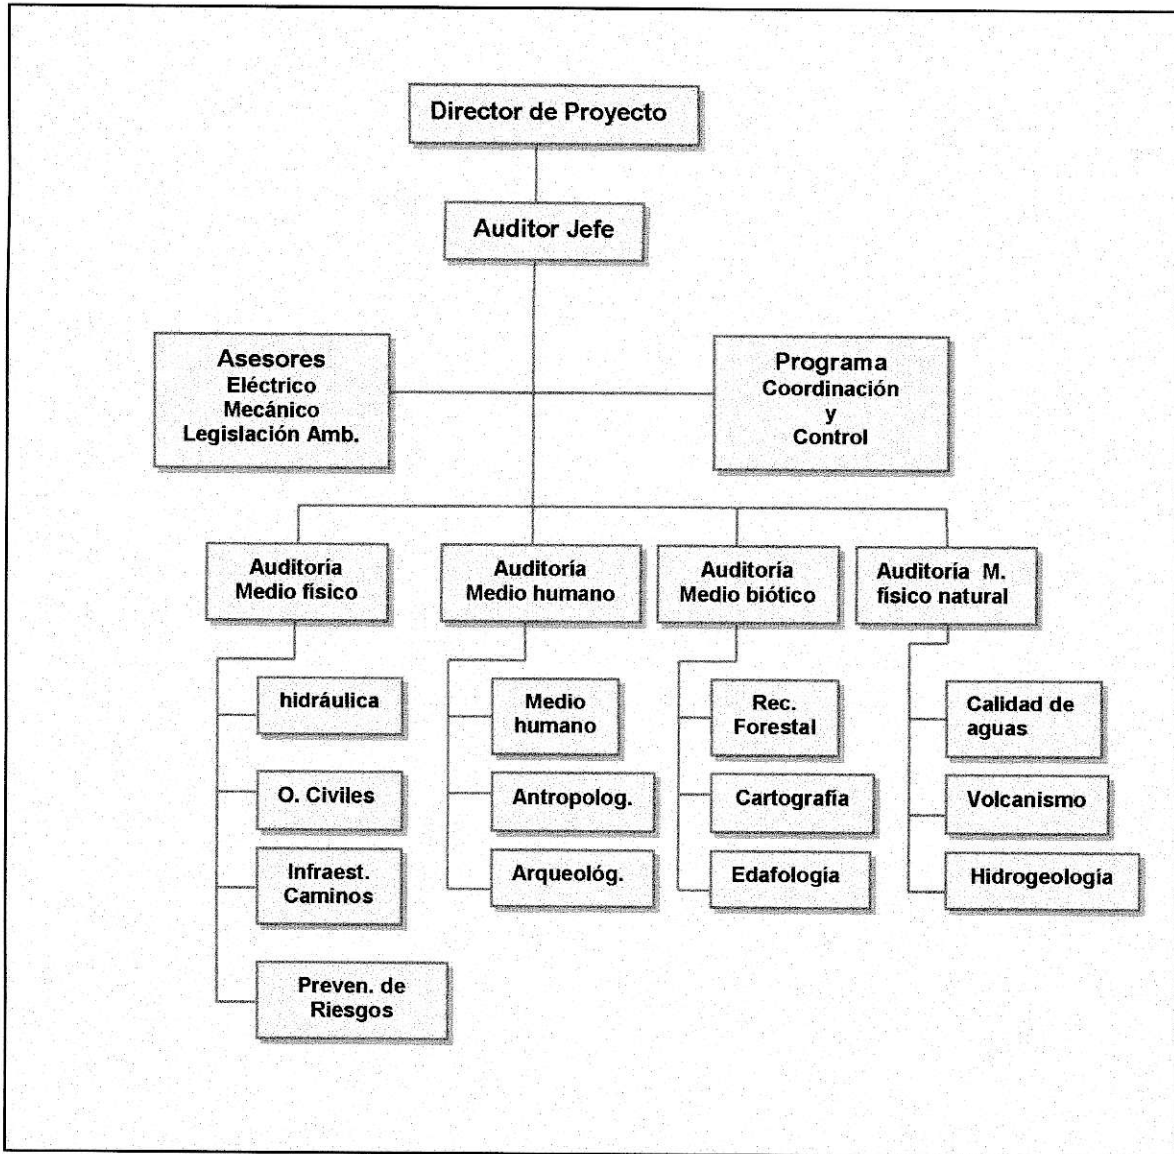 Director de Proyecto
Auditor Jefe
Asesores
Eléctrico
Mecánico
Legislación Amb.
Programa
Coordinación
y
Control
Auditoría
Medio físico
Auditoría
Medio humano
Auditoría
Medio biótico
Auditoría M.
físico natural
hidráulica
O. Civiles
Infraest.
Caminos
Preven. de
Riesgos
Medio
humano
Antropolog.
Arqueológ.
Rec.
Forestal
Cartografía
Edafología
Calidad de
aguas
Volcanismo
Hidrogeología